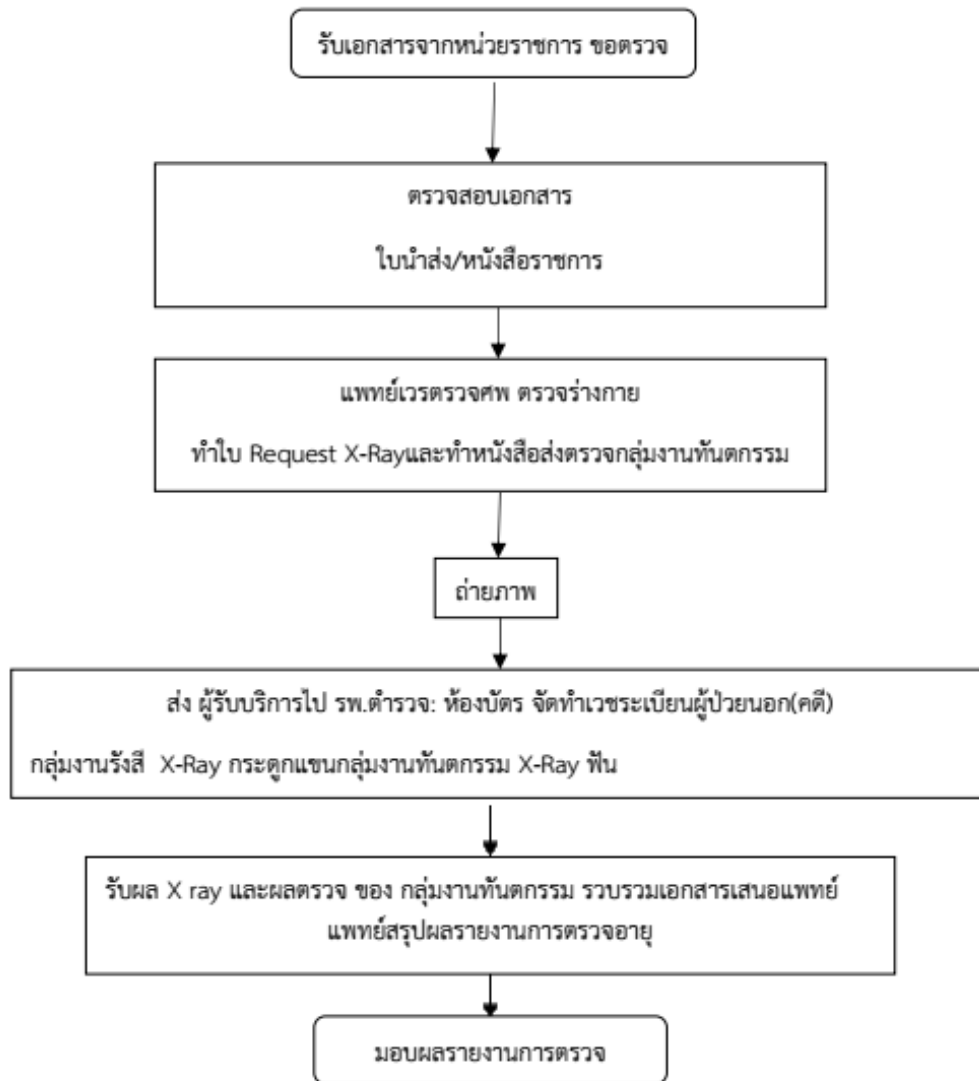 รับเอกสารจากหน่วยราชการ ขอตรวจ
ตรวจสอบเอกสาร
ใบนำส่ง/หนังสือราชการ
แพทย์เวรตรวจศพ ตรวจร่างกาย
ทำใบ Request X-Rayและทำหนังสือส่งตรวจกลุ่มงานทันตกรรม
ถ่ายภาพ
ส่ง ผู้รับบริการไป รพ.ตำรวจ: ห้องบัตร จัดทำเวชระเบียนผู้ป่วยนอก(คดี)
กลุ่มงานรังสี X-Ray กระดูกแขนกลุ่มงานทันตกรรม X-Ray ฟัน
รับผล X ray และผลตรวจ ของ กลุ่มงานทันตกรรม รวบรวมเอกสารเสนอแพทย์
แพทย์สรุปผลรายงานการตรวจอายุ
มอบผลรายงานการตรวจ